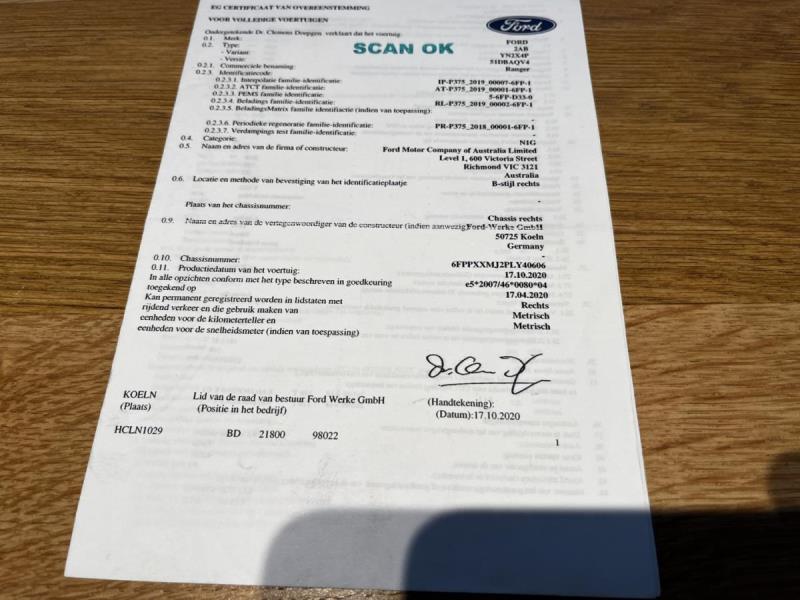 EG CERTIFICAAT VAN OVEREENSTEMMING
VOOR VOLLEDIGE VOERTUIGEN
Ford
Ondergetekende Dr. Clemens Doepgen verklaart dat het voertuig:
SCAN OK
0.1. Merk: FORD
0.2. Type: 2AB
- Variant: YN2X4P
- Versie: 51DBAQV4
0.2.1. Commerciele benaming: Ranger
0.2.3. Identificatiecode:
0.2.3.1. Interpolatie familie-identificatie: IP-P375_2019_00007-6FP-1
0.2.3.2. ATCT familie-identificatie: AT-P375_2019_00001-6FP-1
0.2.3.3. PEMS familie-identificatie: 5-6FP-D33-0
0.2.3.4. Beladings familie-identificatie: RL-P375_2019_00002-6FP-1
0.2.3.5. BeladingsMatrix familie identifiactie (indien van toepassing): -
0.2.3.6. Periodieke regeneratie familie-identificatie: PR-P375_2018_00001-6FP-1
0.2.3.7. Verdampings test familie-identificatie: -
0.4. Categorie: N1G
0.5. Naam en adres van de firma of constructeur: Ford Motor Company of Australia Limited
Level 1, 600 Victoria Street
Richmond VIC 3121
Australia
0.6. Locatie en methode van bevestiging van het identificatieplaatje B-stijl rechts
-
Plaats van het chassisnummer: Chassis rechts
0.9. Naam en adres van de vertegenwoordiger van de constructeur (indien aanwezig) Ford-Werke GmbH
50725 Koeln
Germany
-
0.10. Chassisnummer: 6FPPXXMJ2PLY40606
0.11. Productiedatum van het voertuig: 17.10.2020
In alle opzichten conform met het type beschreven in goedkeuring e5*2007/46*0080*04
toegekend op 17.04.2020
Kan permanent geregistreerd worden in lidstaten met Rechts
rijdend verkeer en die gebruik maken van Metrisch
eenheden voor de kilometerteller en Metrisch
eenheden voor de snelheidsmeter (indien van toepassing)
KOELN Lid van de raad van bestuur Ford Werke GmbH (Handtekening):
(Plaats) (Positie in het bedrijf) (Datum):17.10.2020
HCLN1029 BD 21800 98022 1